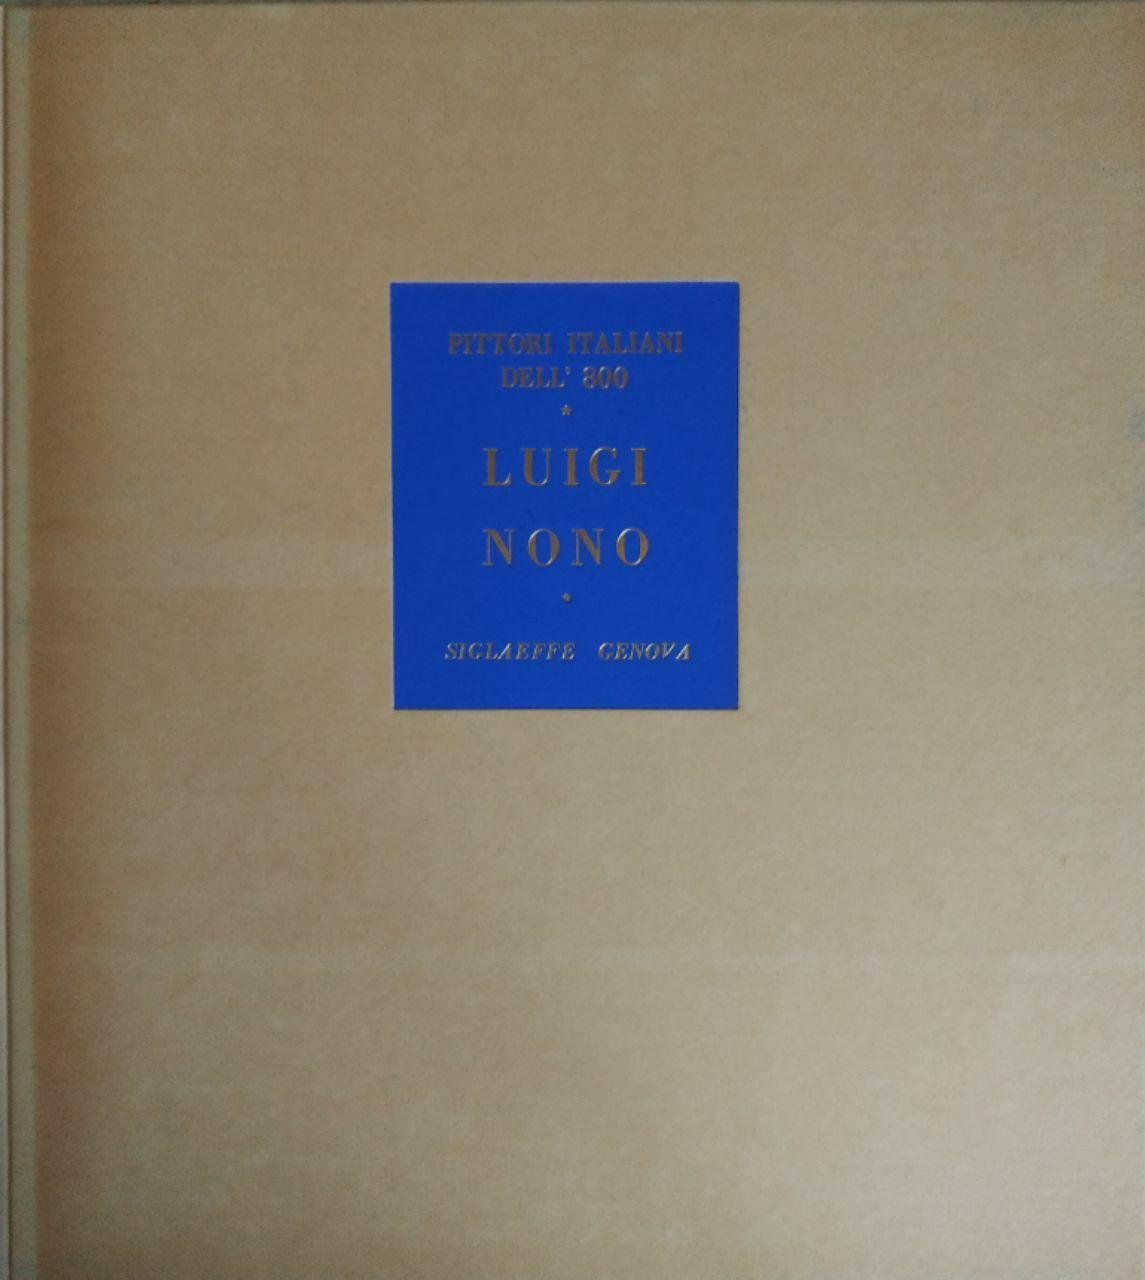 PITTORI ITALIANI
DELL' 800
*
LUIGI
NONO
*
SIGLAEFFE GENOVA